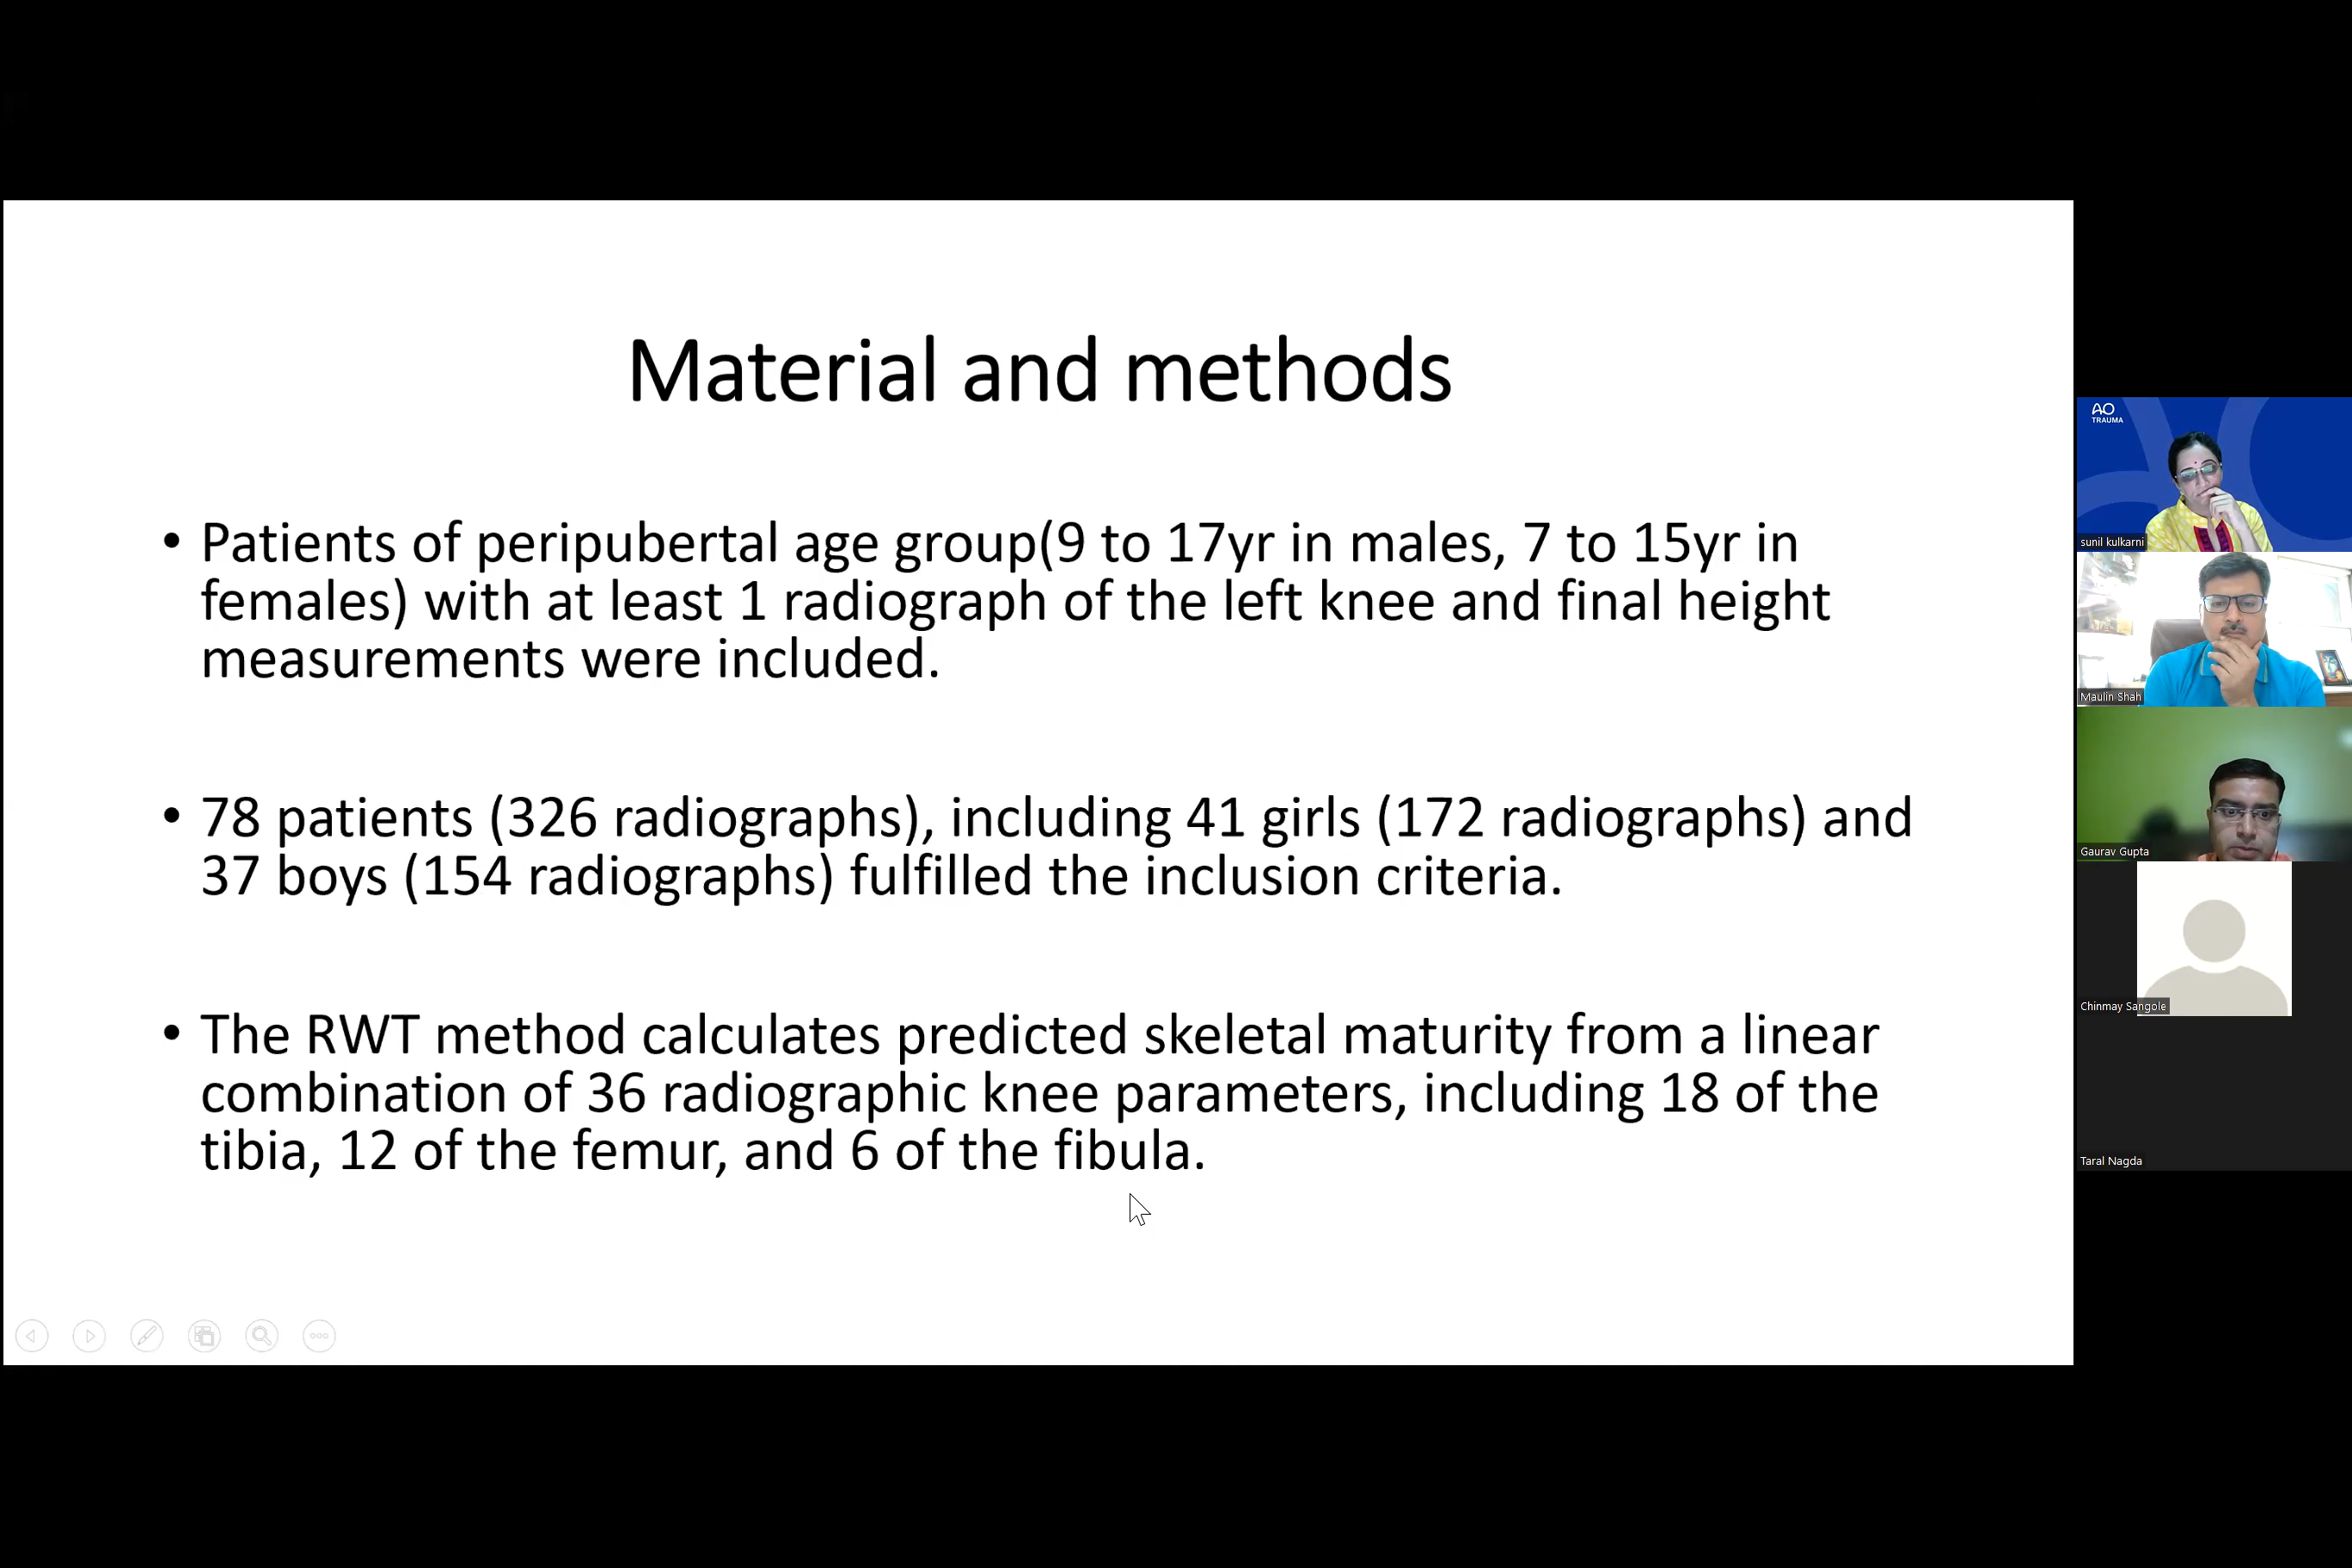 Material and methods
• Patients of peripubertal age group(9 to 17yr in males, 7 to 15yr in
females) with at least 1 radiograph of the left knee and final height
measurements were included.
• 78 patients (326 radiographs), including 41 girls (172 radiographs) and
37 boys (154 radiographs) fulfilled the inclusion criteria.
• The RWT method calculates predicted skeletal maturity from a linear
combination of 36 radiographic knee parameters, including 18 of the
tibia, 12 of the femur, and 6 of the fibula.
AO
TRAUMA
sunil kulkarni
Maulin Shah
Gaurav Gupta
Chinmay Sangole
Taral Nagda